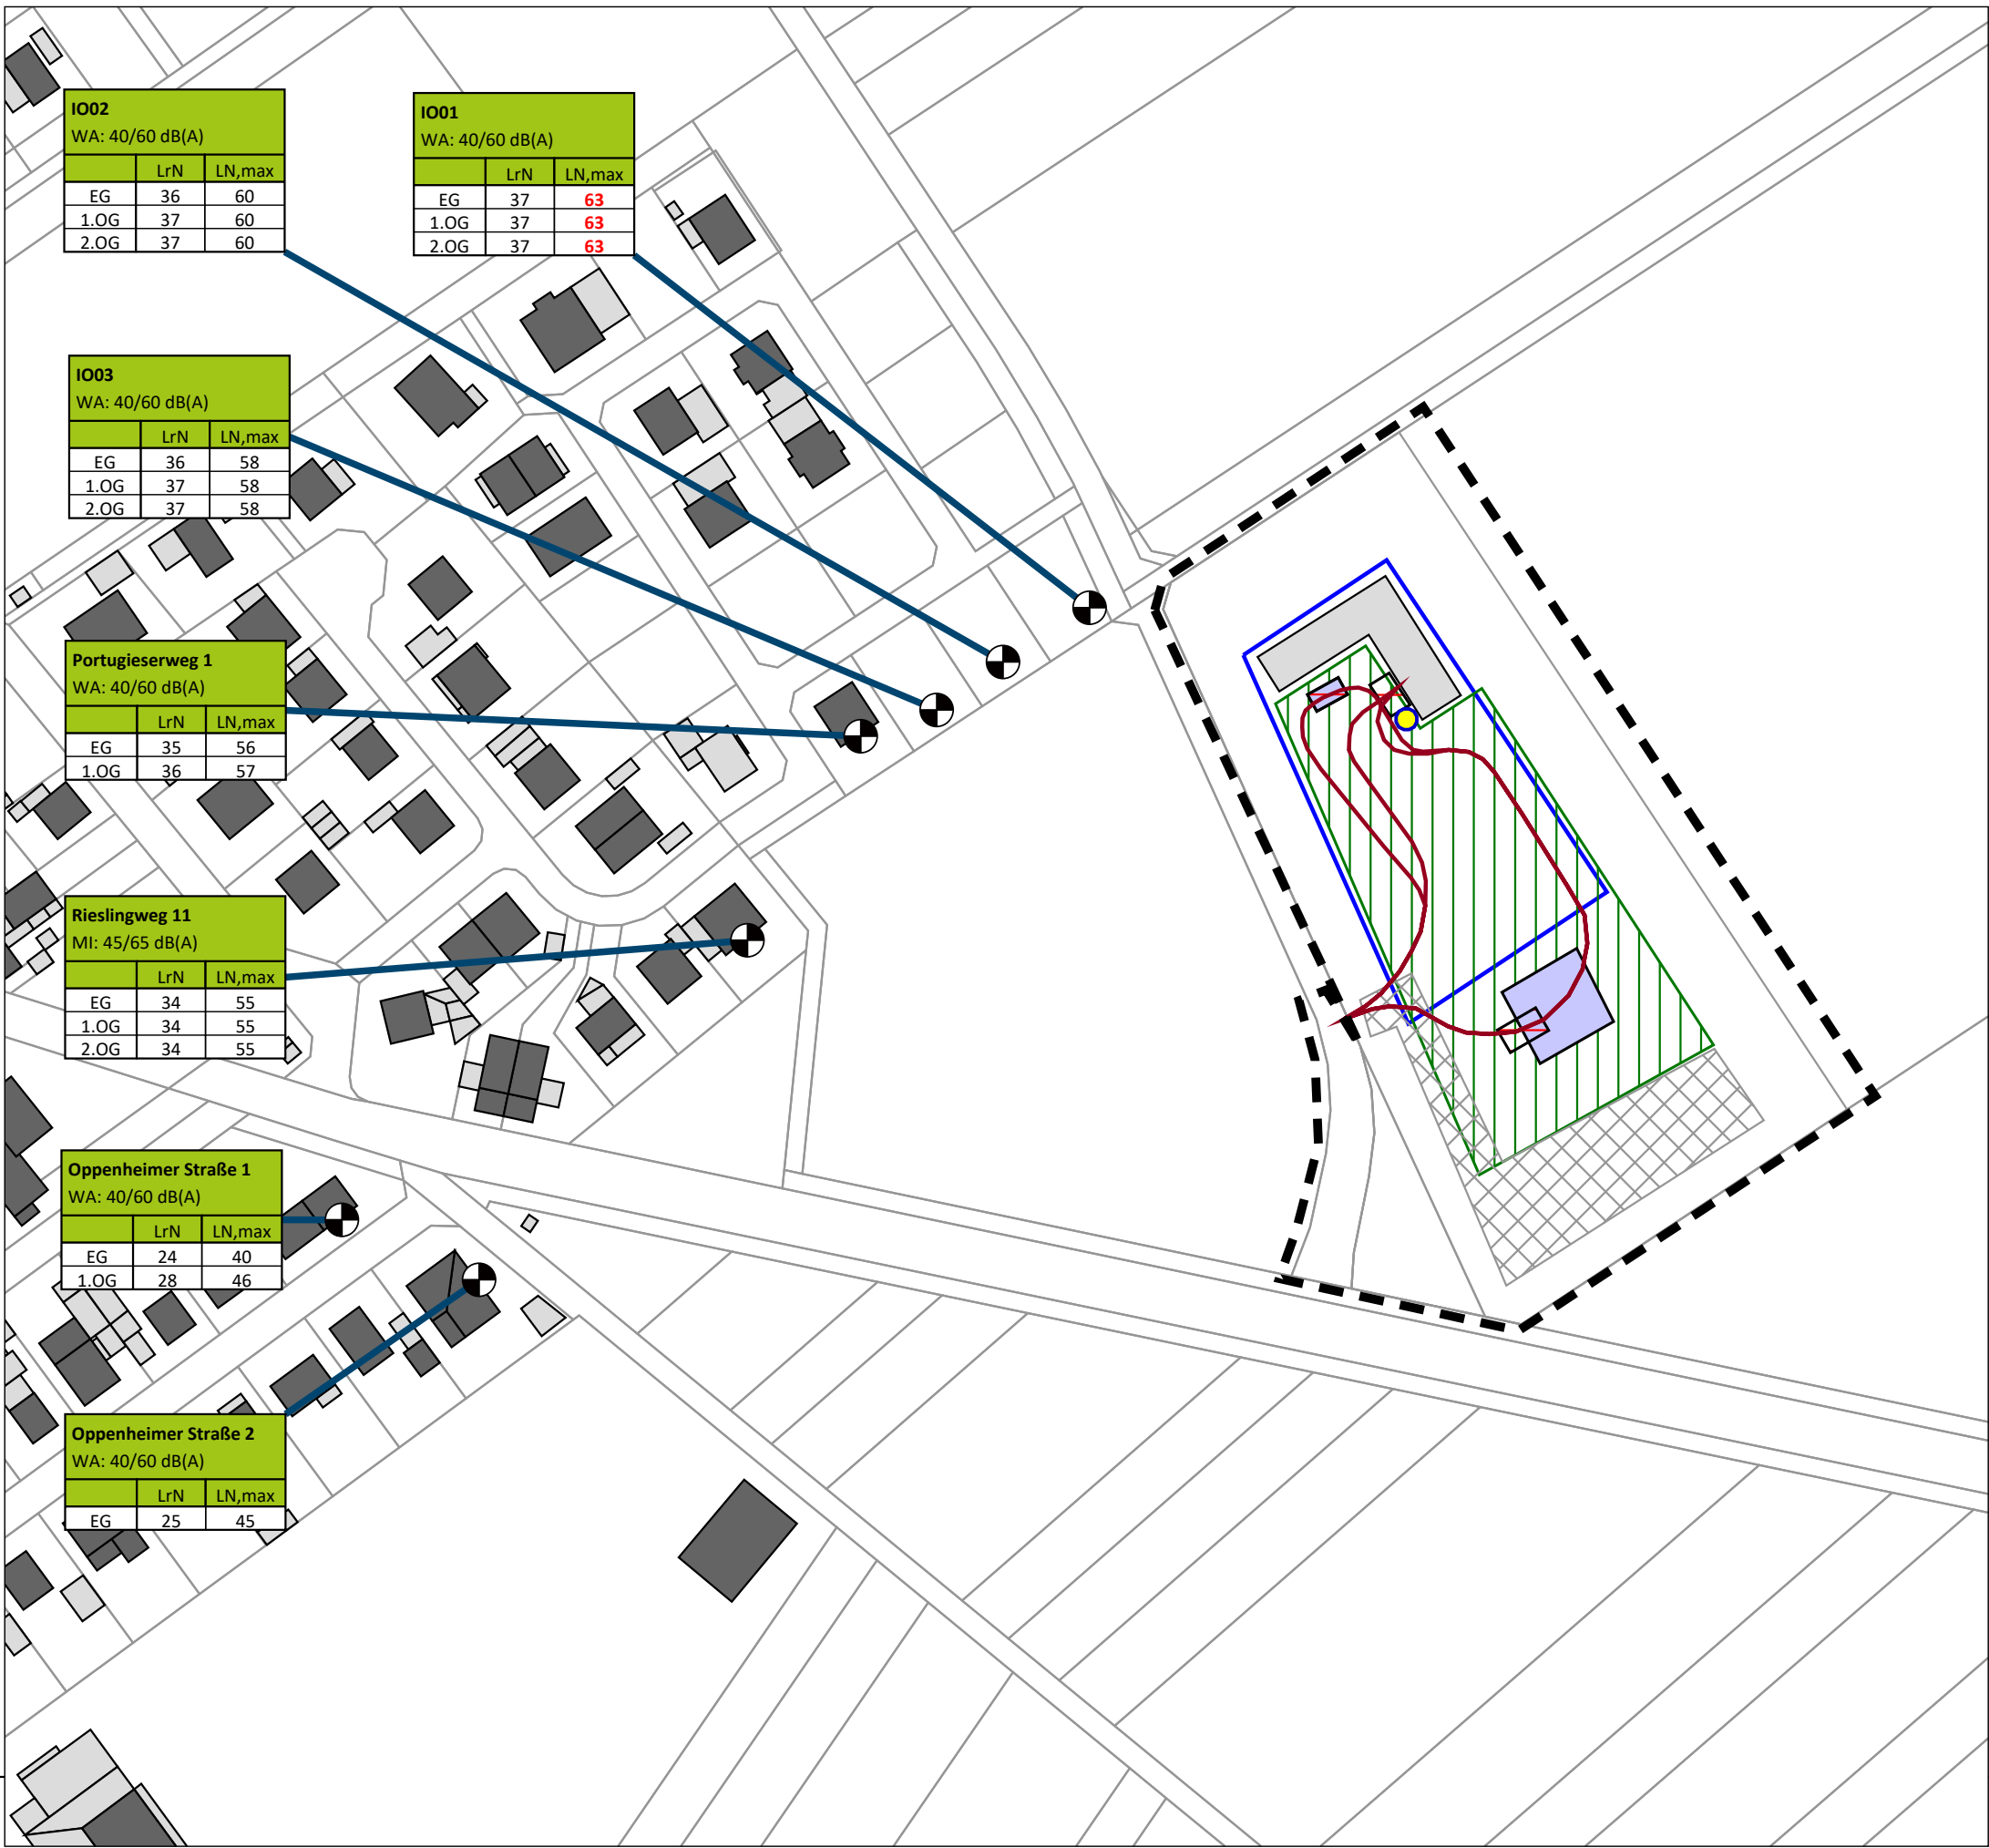 IO02
WA: 40/60 dB(A)
LrN LN,max
EG 36 60
1.OG 37 60
2.OG 37 60
IO01
WA: 40/60 dB(A)
LrN LN,max
EG 37 63
1.OG 37 63
2.OG 37 63
IO03
WA: 40/60 dB(A)
LrN LN,max
EG 36 58
1.OG 37 58
2.OG 37 58
Portugieserweg 1
WA: 40/60 dB(A)
LrN LN,max
EG 35 56
1.OG 36 57
Rieslingweg 11
MI: 45/65 dB(A)
LrN LN,max
EG 34 55
1.OG 34 55
2.OG 34 55
Oppenheimer Straße 1
WA: 40/60 dB(A)
LrN LN,max
EG 24 40
1.OG 28 46
Oppenheimer Straße 2
WA: 40/60 dB(A)
LrN LN,max
EG 25 45